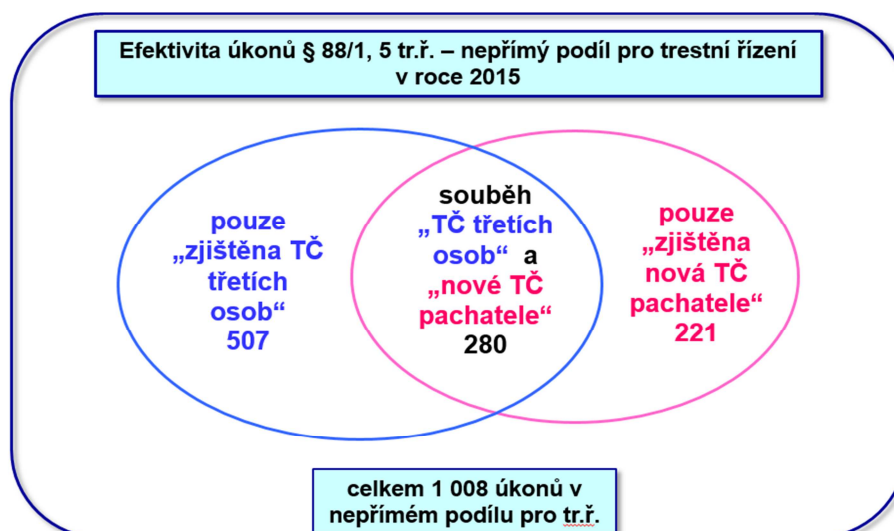 Efektivita úkonů § 88/1, 5 tr.ř. – nepřímý podíl pro trestní řízení
v roce 2015
pouze
„zjištěna TČ
třetích
osob“
507
souběh
„TČ třetích
osob“ a
„nové TČ
pachatele“
280
pouze
„zjištěna
nová TČ
pachatele“
221
celkem 1 008 úkonů v
nepřímém podílu pro tr.ř.